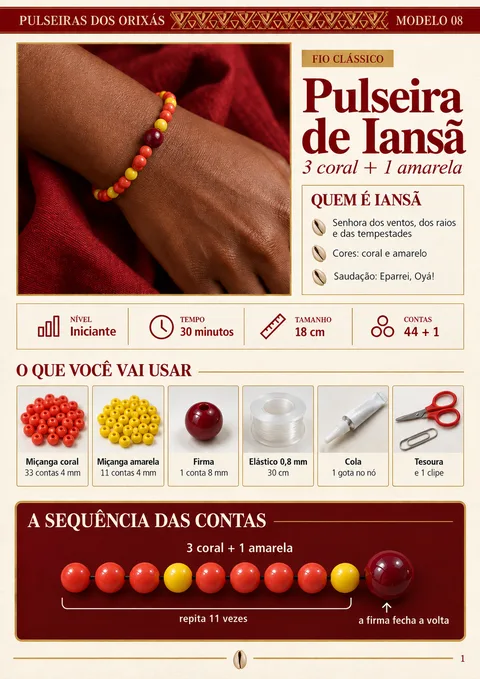 PULSEIRAS DOS ORIXÁS
MODELO 08
FIO CLÁSSICO
Pulseira
de Iansã
3 coral + 1 amarela
QUEM É IANSÃ
Senhora dos ventos, dos raios
e das tempestades
Cores: coral e amarelo
Saudação: Eparrei, Oyá!
NÍVEL
Iniciante
TEMPO
30 minutos
TAMANHO
18 cm
CONTAS
44 + 1
O QUE VOCÊ VAI USAR
Miçanga coral
33 contas 4 mm
Miçanga amarela
11 contas 4 mm
Firma
1 conta 8 mm
Elástico 0,8 mm
30 cm
Cola
1 gota no nó
Tesoura
e 1 clipe
A SEQUÊNCIA DAS CONTAS
3 coral + 1 amarela
repita 11 vezes
a firma fecha a volta
1